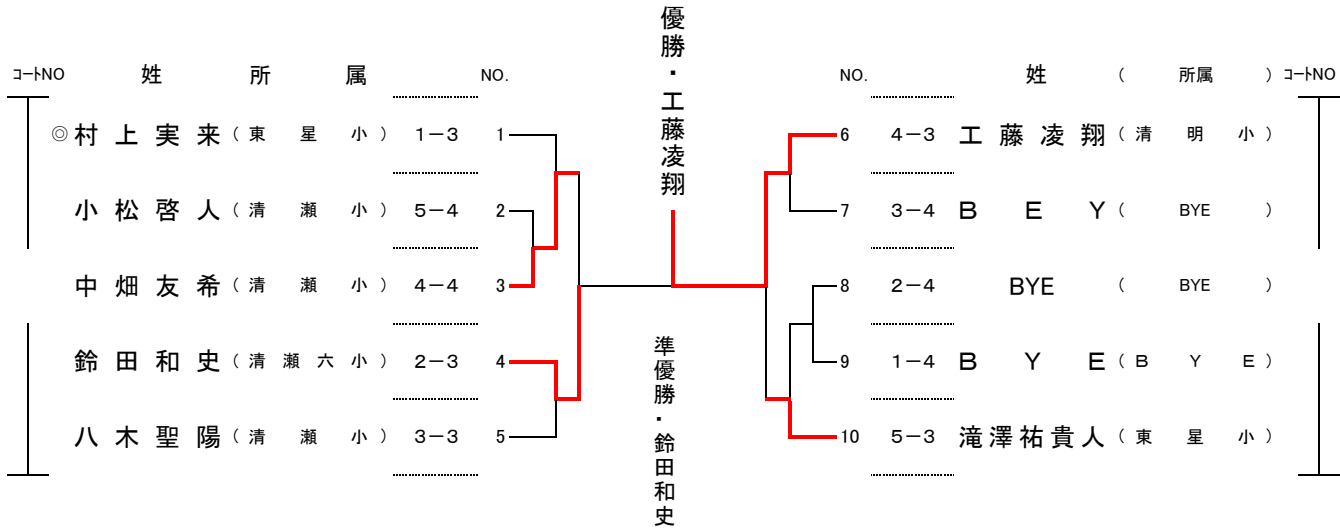 優勝・工藤凌翔
ｺｰﾄNO 姓 所 属 NO.
◎村上実来（東星小） 1－3 1
小松啓人（清瀬小） 5－4 2
中畑友希（清瀬小） 4－4 3
鈴田和史（清瀬六小） 2－3 4
八木聖陽（清瀬小） 3－3 5
NO. 姓 （ 所属 ） ｺｰﾄNO
6 4－3 工藤凌翔（清明小）
7 3－4 ＢＥＹ（BYE）
8 2－4 BYE（BYE）
9 1－4 ＢＹＥ（ＢＹＥ）
10 5－3 滝澤祐貴人（東星小）
準優勝・鈴田和史